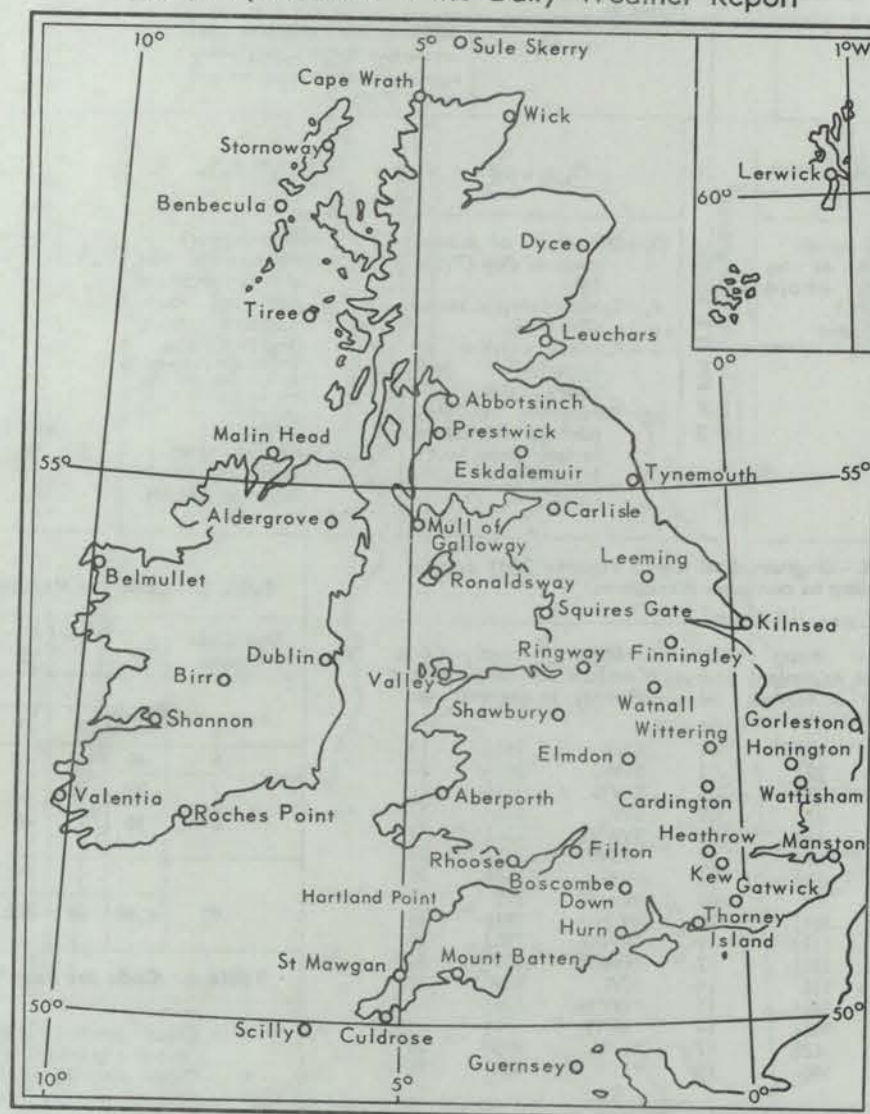 Daily Weather Report
10° 5° Sule Skerry 1°W
Cape Wrath
Wick
Stornoway
Lerwick
60°
Benbecula
Dyce
Tiree
Leuchars
0°
Abbotsinch
Malin Head Prestwick
55° Eskdalemuir Tynemouth 55°
Aldergrove Mull of Galloway Carlisle
Belmullet Ronaldsway Leeming
Squires Gate Kilnsea
Dublin Ringway Finningley
Birr Valley
Watnall
Shannon Shawbury Wittering Gorleston
Elmdon Honington
Valentia Aberporth Cardington Wattisham
Roches Point
Heathrow Manston
Rhoose Filton Kew
Boscombe Down Gatwick
Hartland Point
Hurn Thorney Island
St Mawgan Mount Batten
50° 50°
Scilly Culdrose
Guernsey
10° 5° 0°